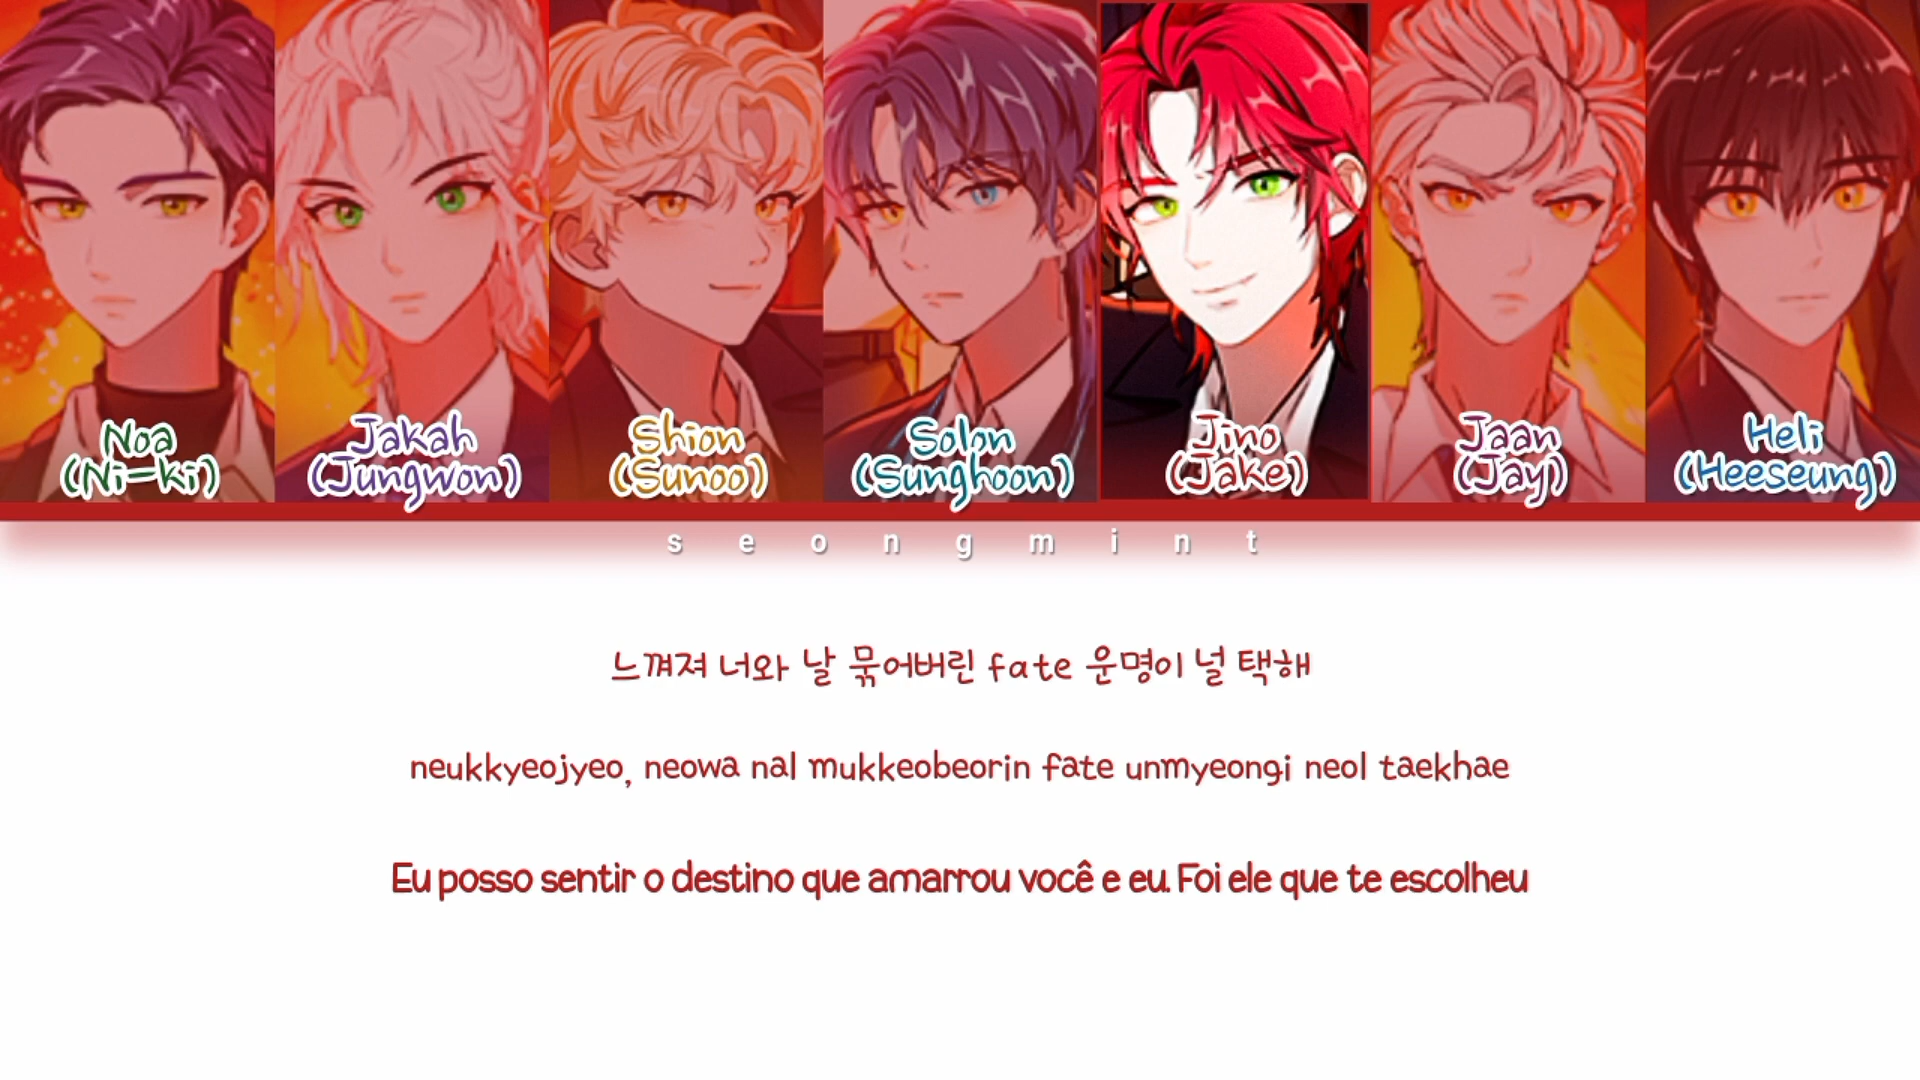 Noa
(Ni-ki)
Jakah
(Jungwon)
Shion
(Sunoo)
Solon
(Sunghoon)
Jino
(Jake)
Jaan
(Jay)
Heli
(Heeseung)
seongmint
느껴져 너와 날 묶어버린 fate 운명이 널 택해
neukkyeojyeo, neowa nal mukkeobeorin fate unmyeongi neol taekhae
Eu posso sentir o destino que amarrou você e eu. Foi ele que te escolheu